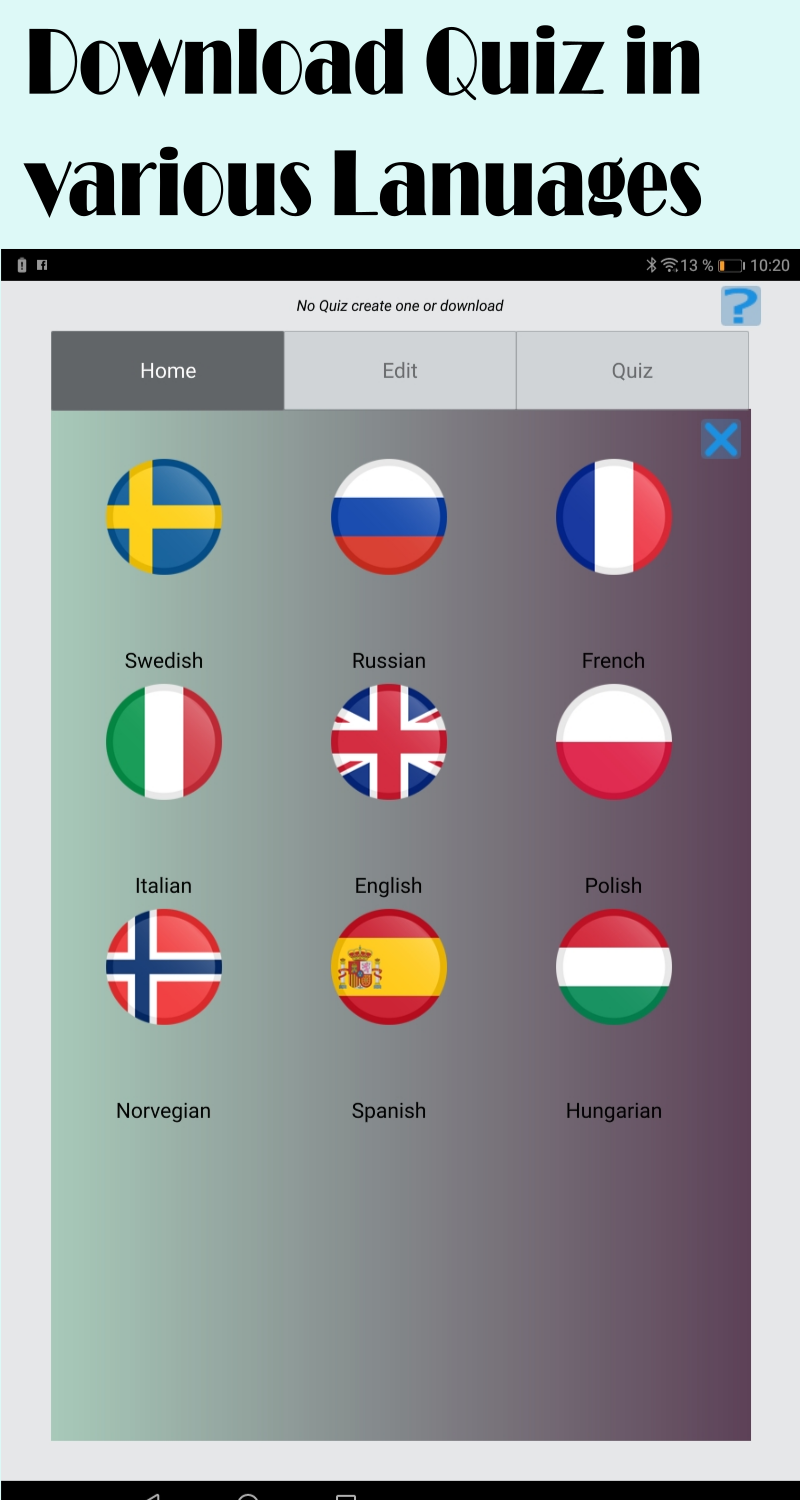 Download Quiz in
various Lanuages
13 % 10:20
No Quiz create one or download
?
Home Edit Quiz
Swedish Russian French
Italian English Polish
Norvegian Spanish Hungarian